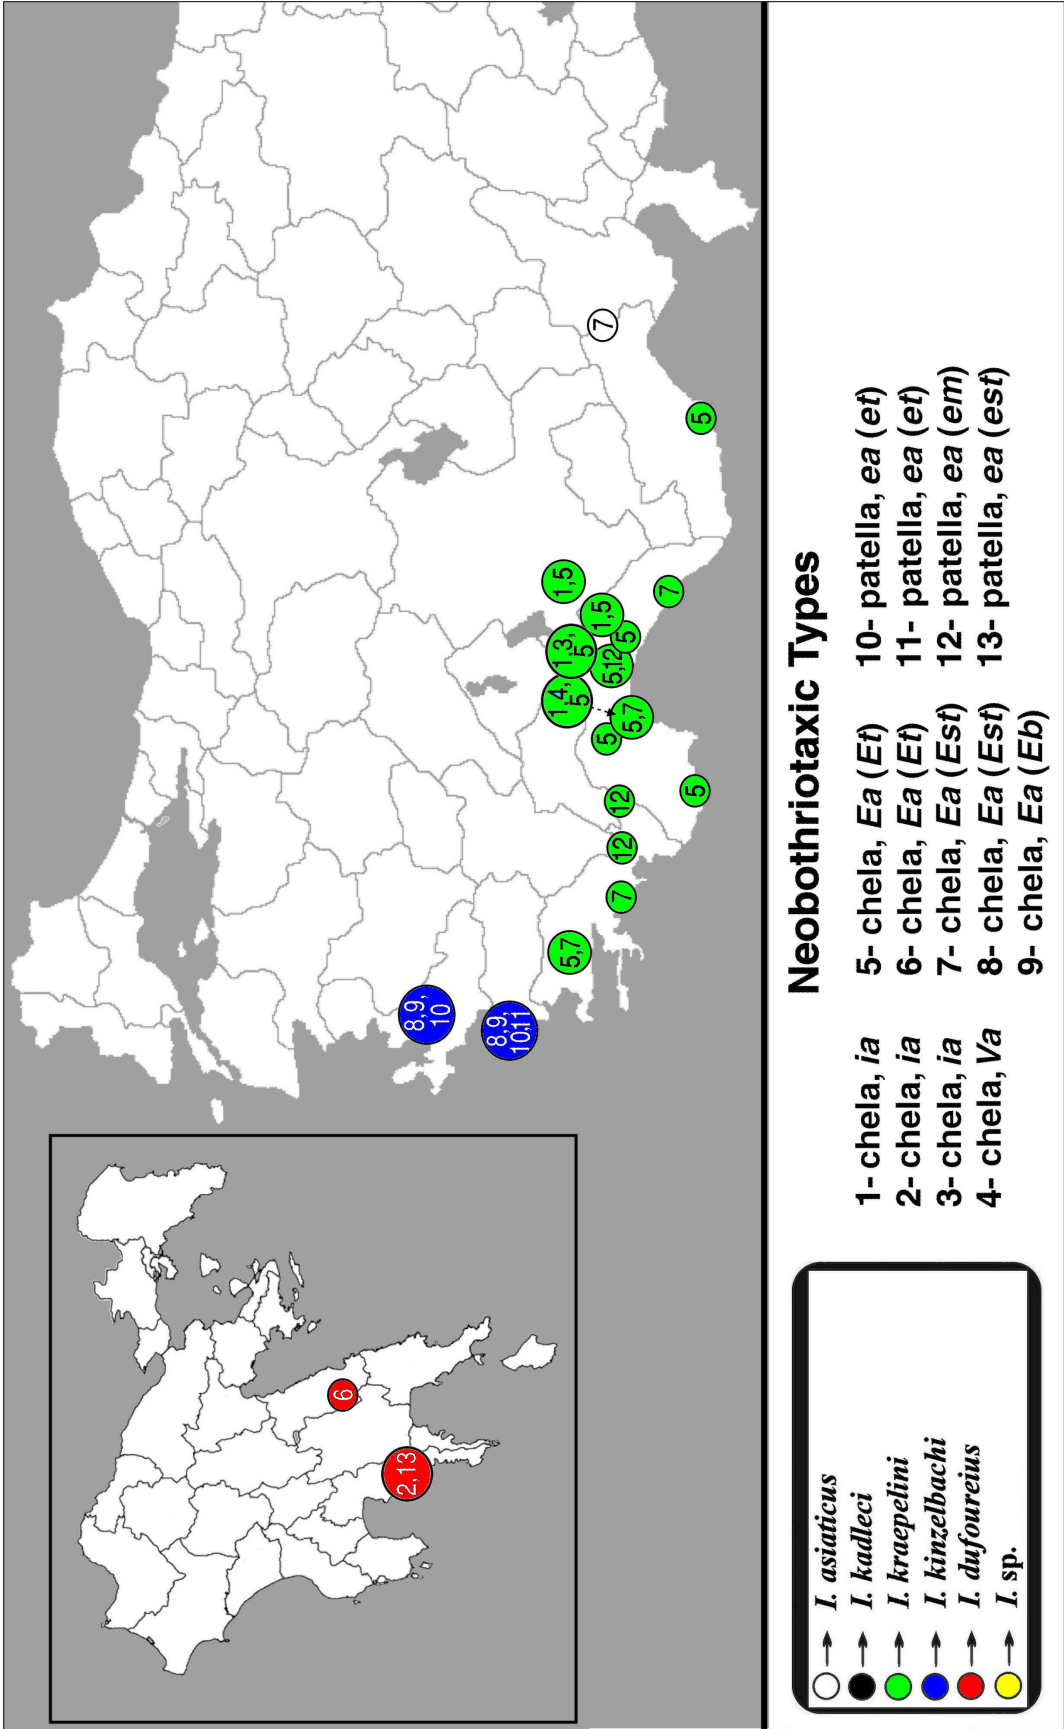 6
2,13
8,9,
10
8,9,
10,11
5,7
7
12
12
5
5
1,4,
5
5,7
1,3,
5
5,12
5
1,5
1,5
7
5
7
Neobothriotaxic Types
I. asiaticus
I. kadleci
I. kraepelini
I. kinzelbachi
I. dufoureius
I. sp.
1- chela, ia
2- chela, ia
3- chela, ia
4- chela, Va
5- chela, Ea (Et)
6- chela, Ea (Et)
7- chela, Ea (Est)
8- chela, Ea (Est)
9- chela, Ea (Eb)
10- patella, ea (et)
11- patella, ea (et)
12- patella, ea (em)
13- patella, ea (est)